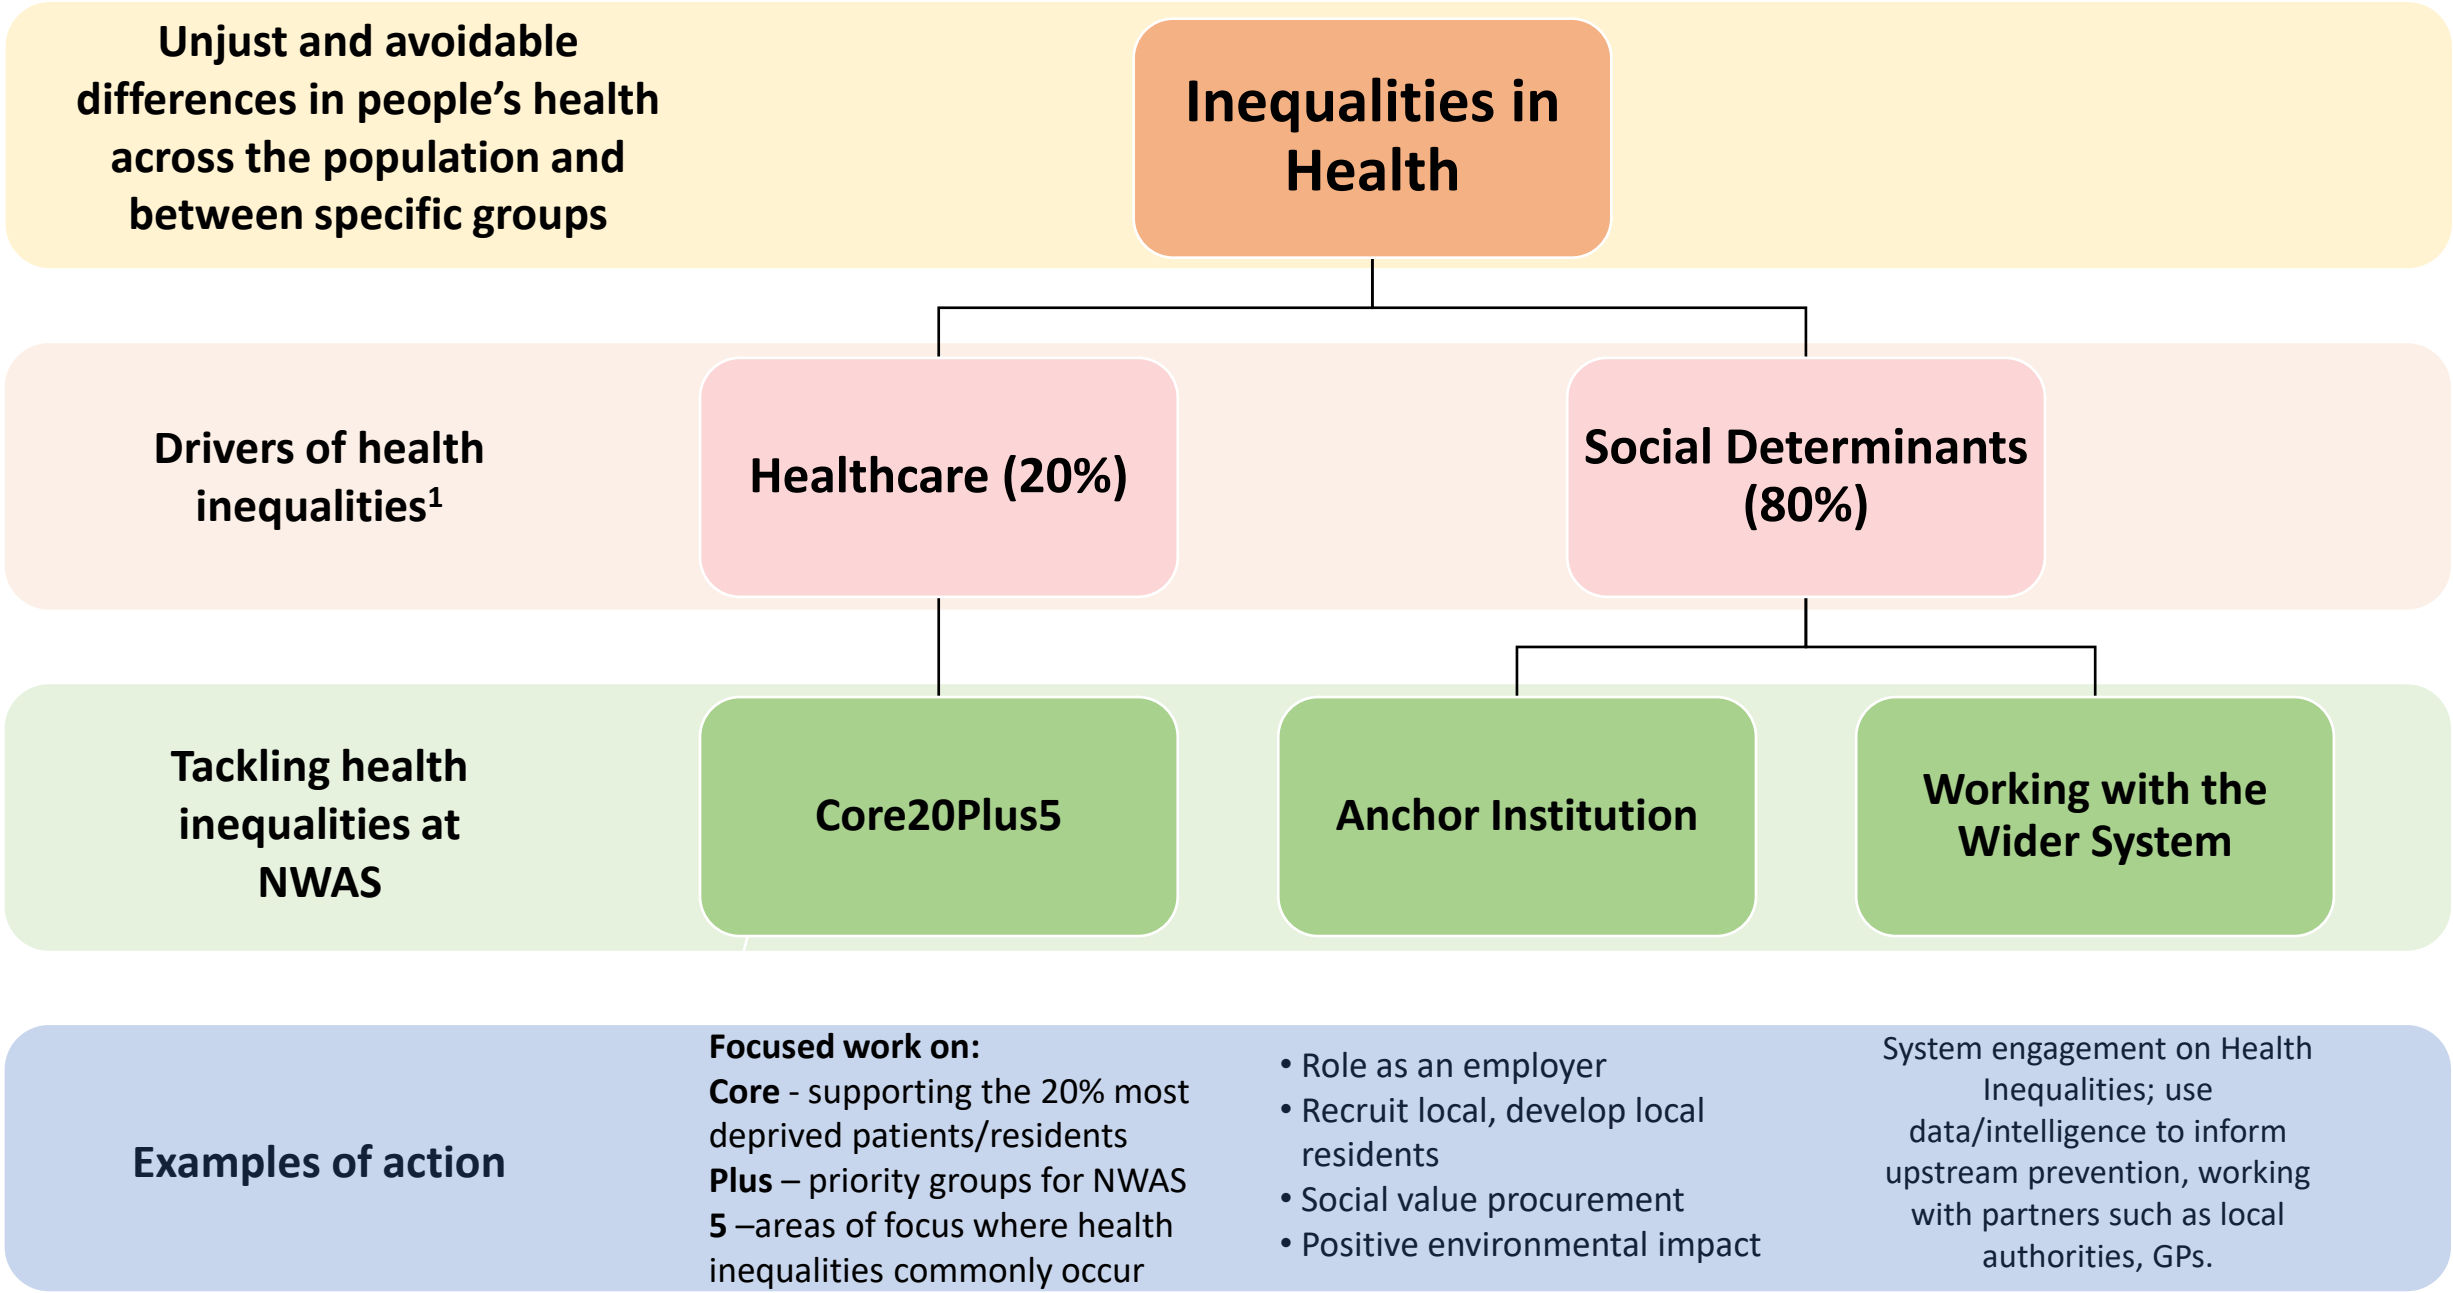 Unjust and avoidable
differences in people’s health
across the population and
between specific groups
Inequalities in
Health
Drivers of health
inequalities¹
Healthcare (20%)
Social Determinants
(80%)
Tackling health
inequalities at
NWAS
Core20Plus5
Anchor Institution
Working with the
Wider System
Examples of action
Focused work on:
Core - supporting the 20% most
deprived patients/residents
Plus – priority groups for NWAS
5 –areas of focus where health
inequalities commonly occur
• Role as an employer
• Recruit local, develop local
residents
• Social value procurement
• Positive environmental impact
System engagement on Health
Inequalities; use
data/intelligence to inform
upstream prevention, working
with partners such as local
authorities, GPs.